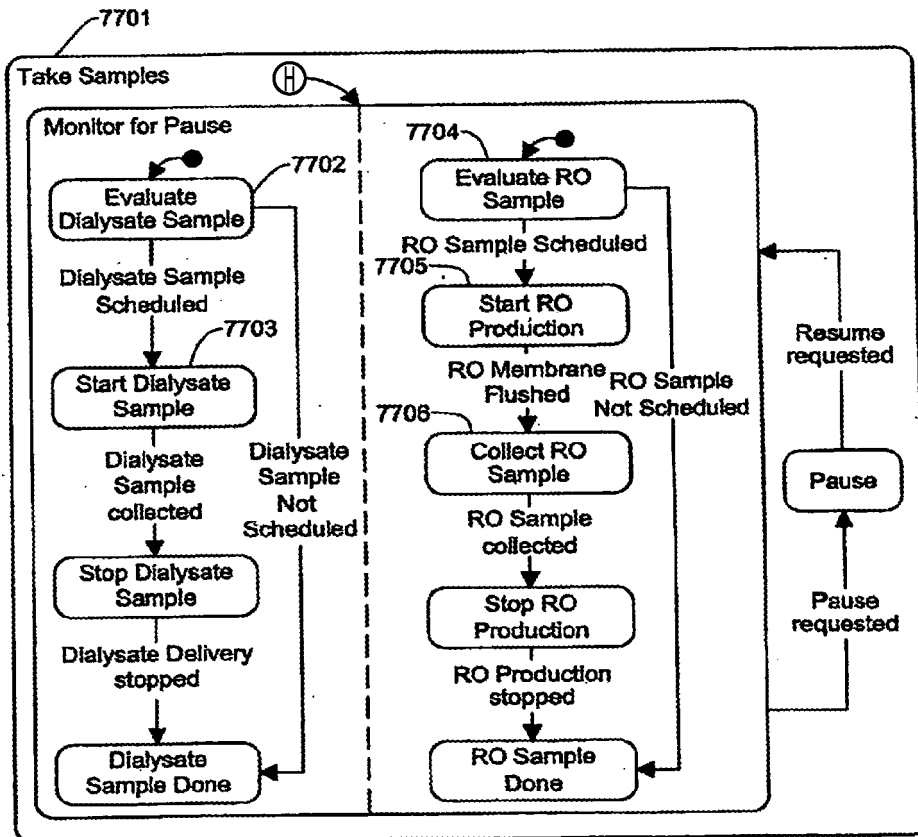 7701
Take Samples
H
Monitor for Pause
7702
Evaluate
Dialysate Sample
Dialysate Sample
Scheduled
7703
Start Dialysate
Sample
Dialysate
Sample
collected
Dialysate
Sample
Not
Scheduled
Stop Dialysate
Sample
Dialysate Delivery
stopped
Dialysate
Sample Done
7704
Evaluate RO
Sample
RO Sample Scheduled
7705
Start RO
Production
RO Membrane
Flushed
RO Sample
Not Scheduled
7706
Collect RO
Sample
RO Sample
collected
Stop RO
Production
RO Production
stopped
RO Sample
Done
Resume
requested
Pause
Pause
requested